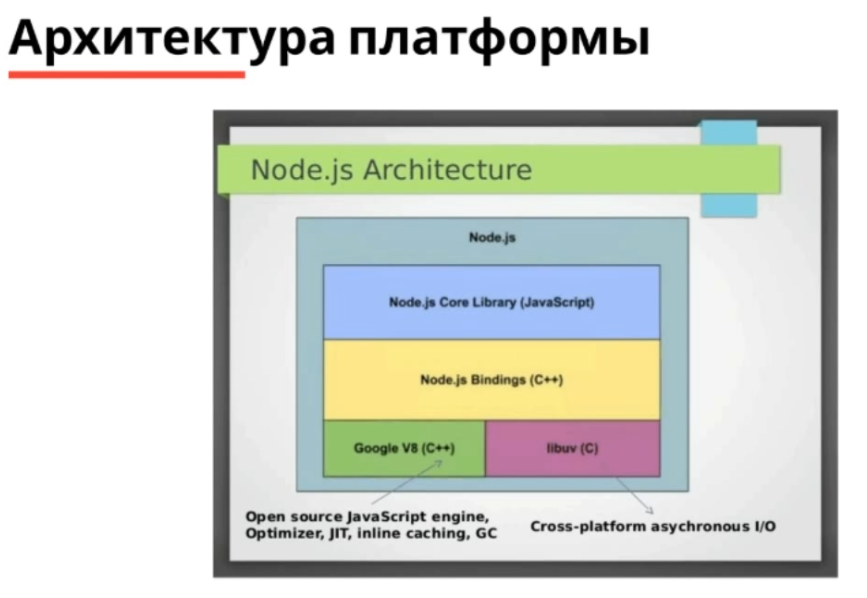 Архитектура платформы
Node.js Architecture
Node.js
Node.js Core Library (JavaScript)
Node.js Bindings (C++)
Google V8 (C++)
libuv (C)
Open source JavaScript engine,
Optimizer, JIT, inline caching, GC
Cross-platform asychronous I/O